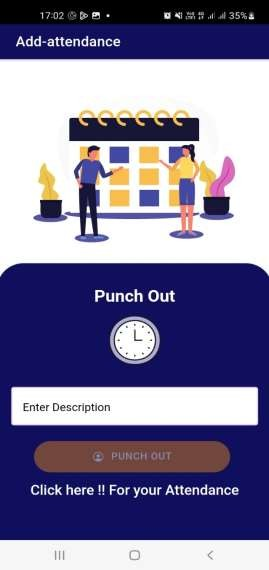 17:02
35%
Add-attendance
Punch Out
Enter Description
PUNCH OUT
Click here !! For your Attendance